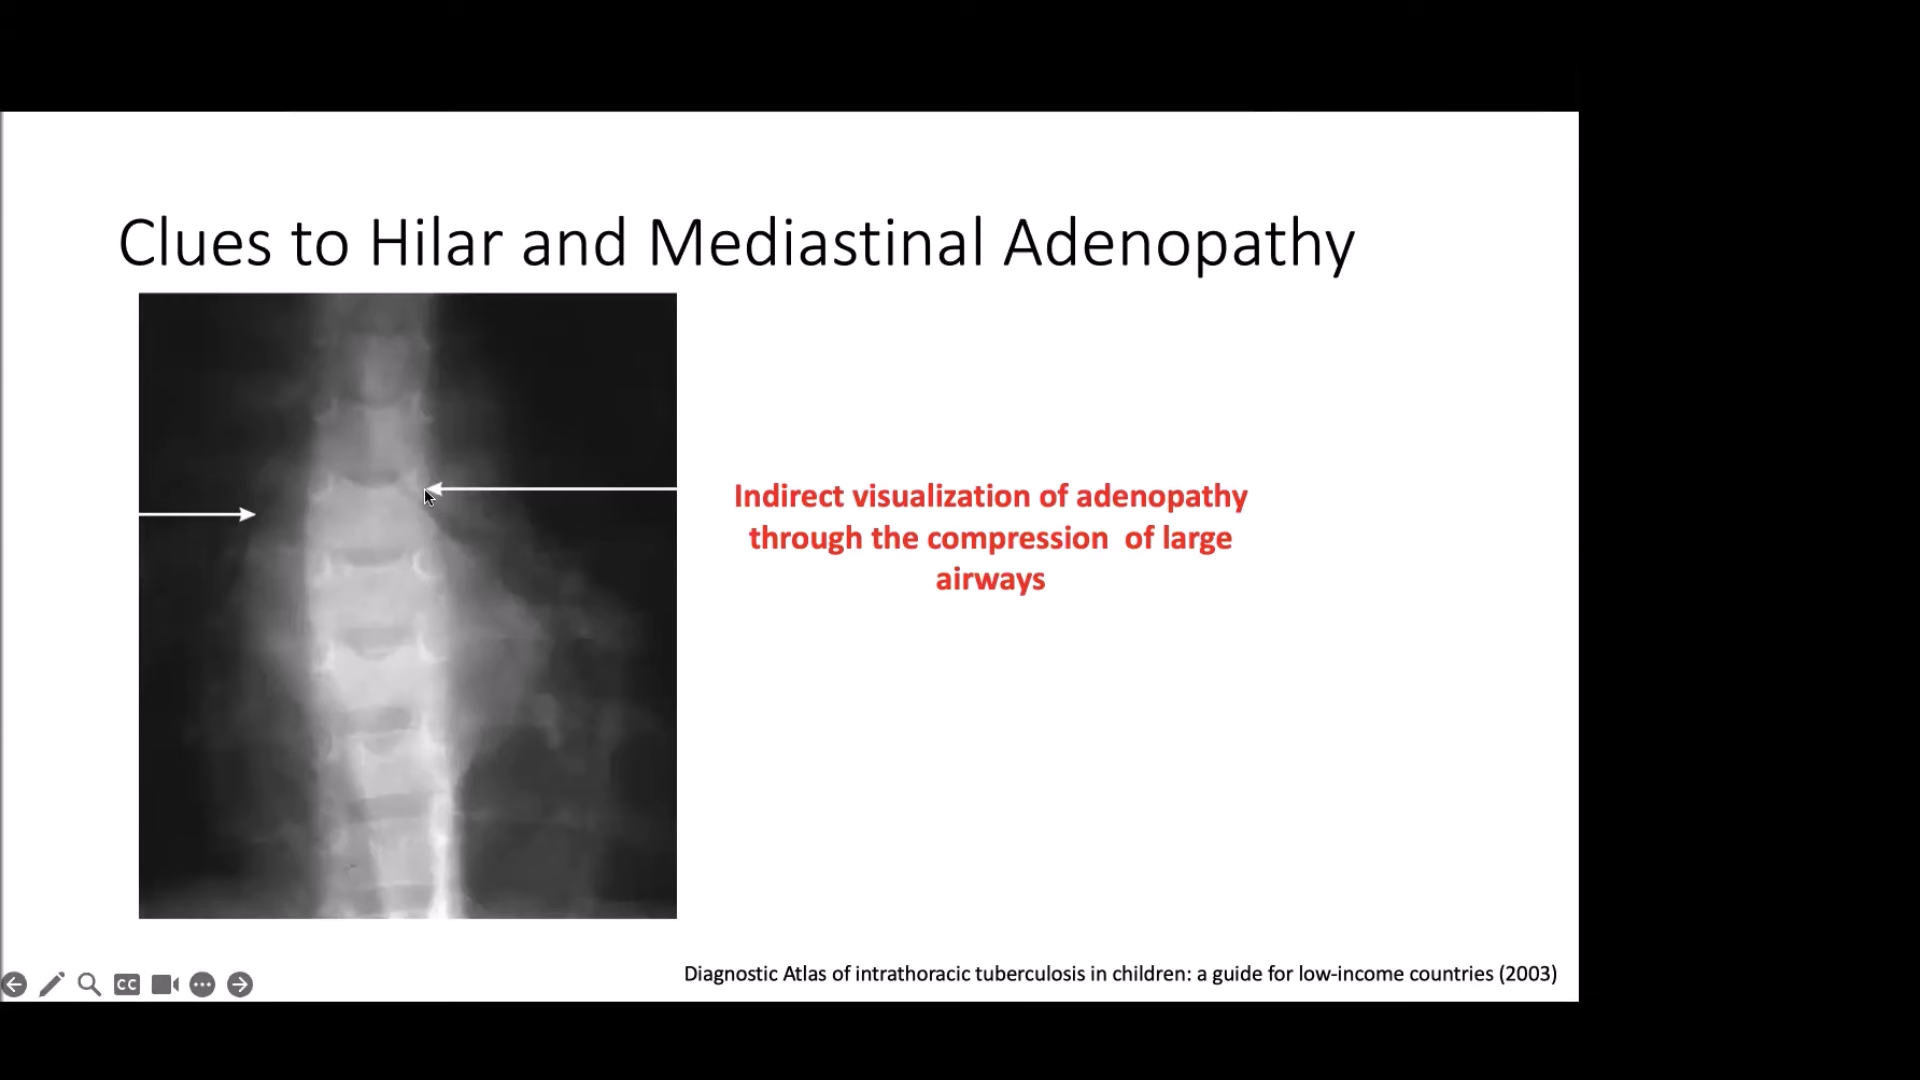 Clues to Hilar and Mediastinal Adenopathy
Indirect visualization of adenopathy
through the compression of large
airways
Diagnostic Atlas of intrathoracic tuberculosis in children: a guide for low-income countries (2003)
CC